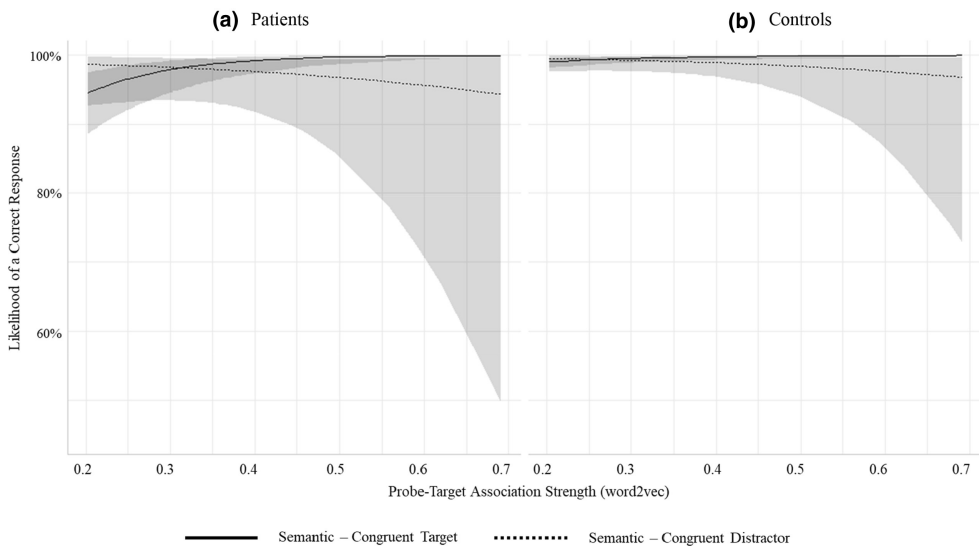 (a) Patients
(b) Controls
100%
80%
60%
Likelihood of a Correct Response
0.2 0.3 0.4 0.5 0.6 0.7
0.2 0.3 0.4 0.5 0.6 0.7
Probe-Target Association Strength (word2vec)
Semantic – Congruent Target
Semantic – Congruent Distractor